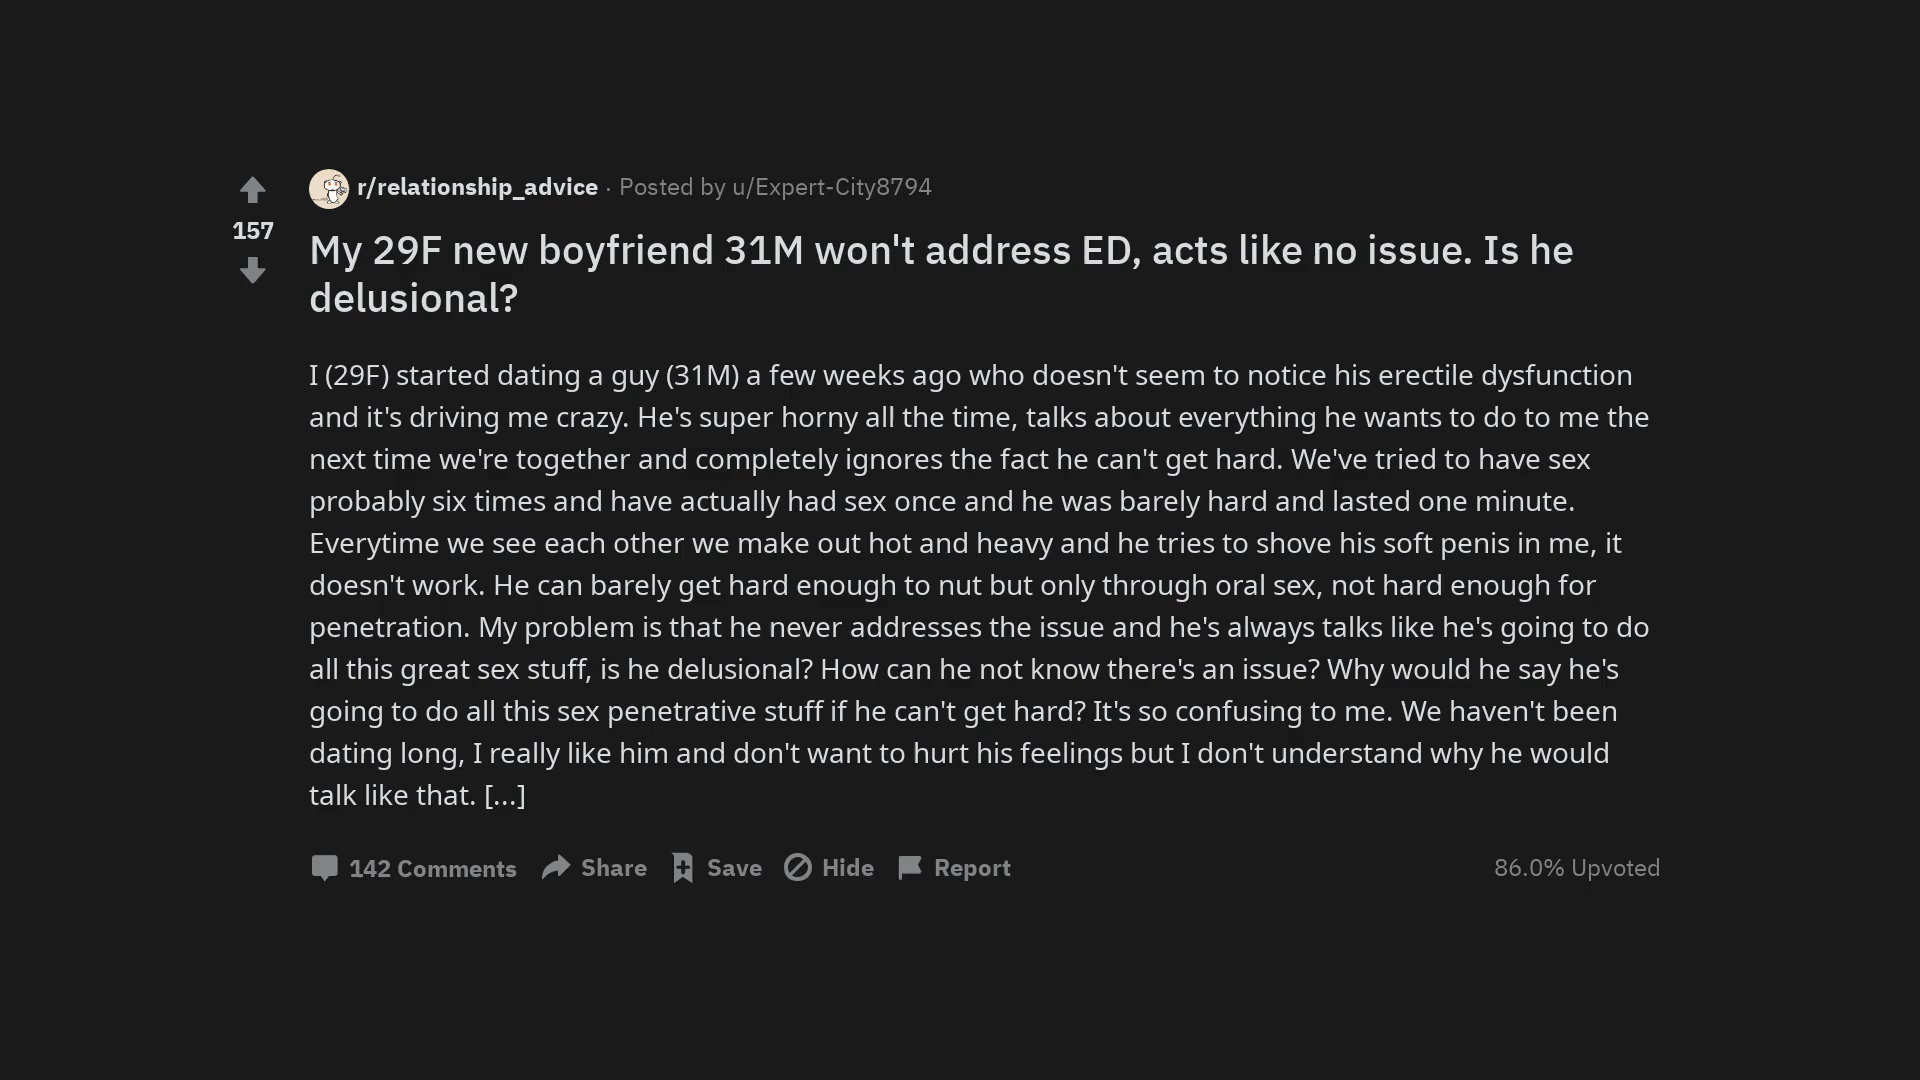 r/relationship_advice · Posted by u/Expert-City8794
157
My 29F new boyfriend 31M won't address ED, acts like no issue. Is he
delusional?
I (29F) started dating a guy (31M) a few weeks ago who doesn't seem to notice his erectile dysfunction
and it's driving me crazy. He's super horny all the time, talks about everything he wants to do to me the
next time we're together and completely ignores the fact he can't get hard. We've tried to have sex
probably six times and have actually had sex once and he was barely hard and lasted one minute.
Everytime we see each other we make out hot and heavy and he tries to shove his soft penis in me, it
doesn't work. He can barely get hard enough to nut but only through oral sex, not hard enough for
penetration. My problem is that he never addresses the issue and he's always talks like he's going to do
all this great sex stuff, is he delusional? How can he not know there's an issue? Why would he say he's
going to do all this sex penetrative stuff if he can't get hard? It's so confusing to me. We haven't been
dating long, I really like him and don't want to hurt his feelings but I don't understand why he would
talk like that. [...]
142 Comments Share Save Hide Report 86.0% Upvoted